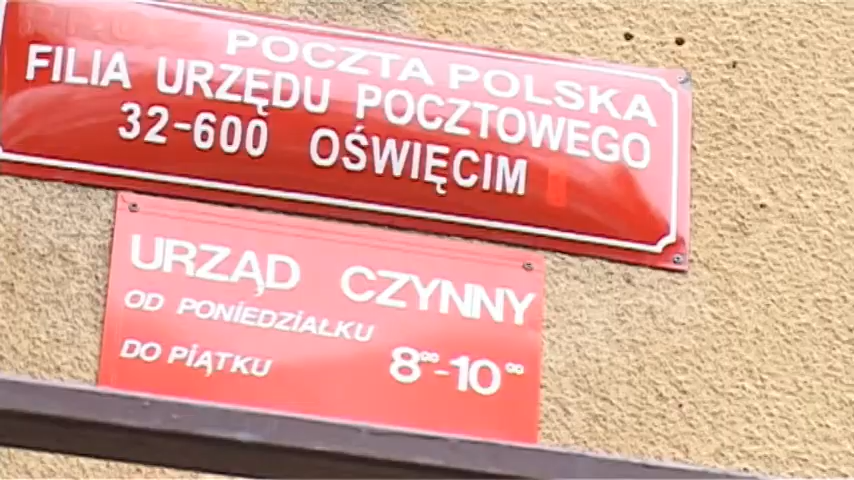 POCZTA POLSKA
FILIA URZĘDU POCZTOWEGO
32-600 OŚWIĘCIM
URZĄD CZYNNY
OD PONIEDZIAŁKU
DO PIĄTKU 8⁰⁰-10⁰⁰